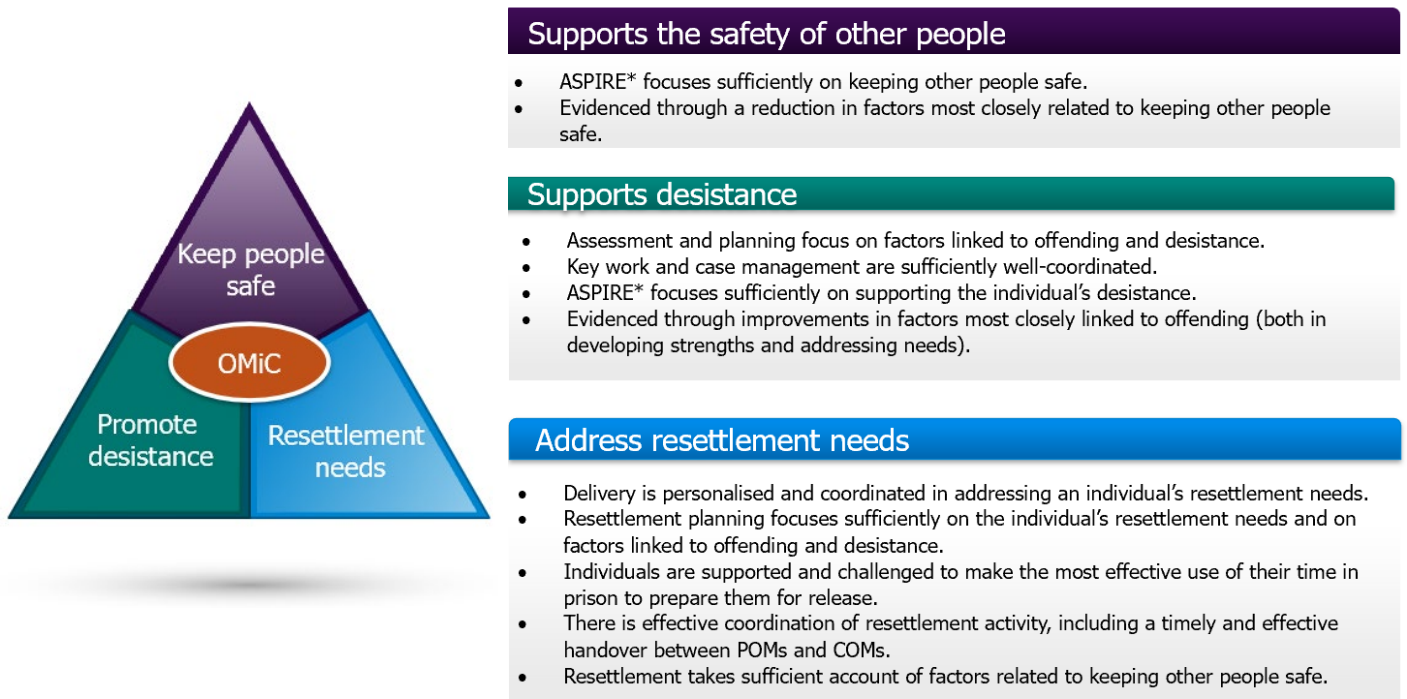 Keep people
safe
OMiC
Promote
desistance
Resettlement
needs
Supports the safety of other people
• ASPIRE* focuses sufficiently on keeping other people safe.
• Evidenced through a reduction in factors most closely related to keeping other people
safe.
Supports desistance
• Assessment and planning focus on factors linked to offending and desistance.
• Key work and case management are sufficiently well-coordinated.
• ASPIRE* focuses sufficiently on supporting the individual's desistance.
• Evidenced through improvements in factors most closely linked to offending (both in
developing strengths and addressing needs).
Address resettlement needs
• Delivery is personalised and coordinated in addressing an individual's resettlement needs.
• Resettlement planning focuses sufficiently on the individual's resettlement needs and on
factors linked to offending and desistance.
• Individuals are supported and challenged to make the most effective use of their time in
prison to prepare them for release.
• There is effective coordination of resettlement activity, including a timely and effective
handover between POMs and COMs.
• Resettlement takes sufficient account of factors related to keeping other people safe.